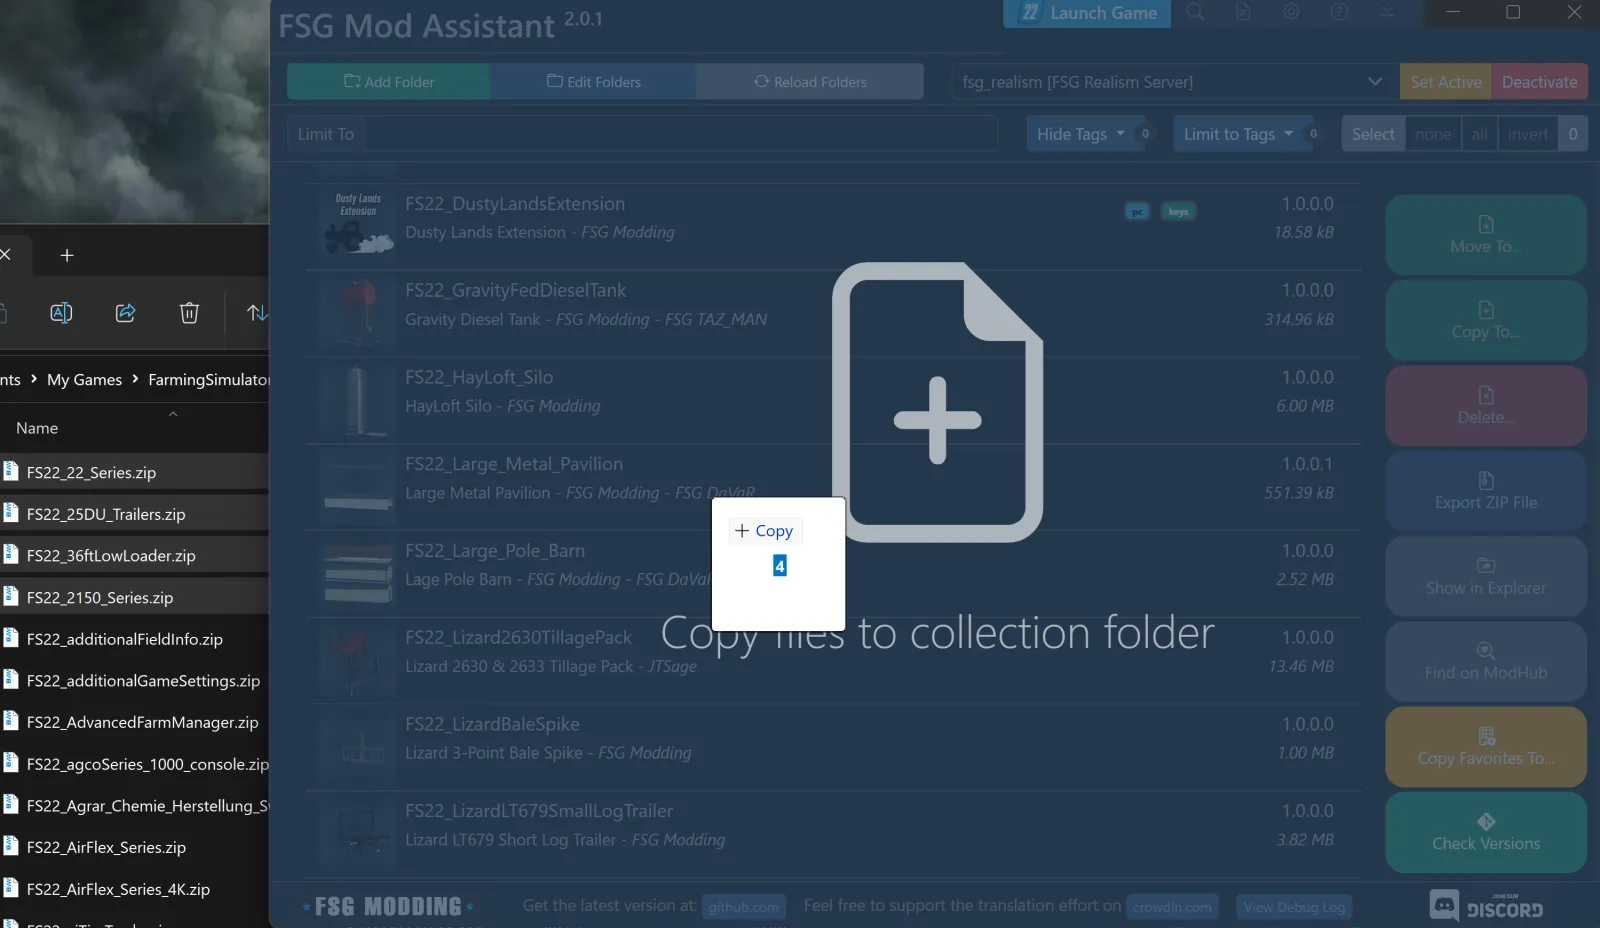 FSG Mod Assistant 2.0.1
22 Launch Game
Add Folder
Edit Folders
Reload Folders
fsg_realism [FSG Realism Server]
Set Active
Deactivate
Limit To
Hide Tags 0
Limit to Tags 0
Select none all invert 0
nts > My Games > FarmingSimulator
Name
FS22_22_Series.zip
FS22_25DU_Trailers.zip
FS22_36ftLowLoader.zip
FS22_2150_Series.zip
FS22_additionalFieldInfo.zip
FS22_additionalGameSettings.zip
FS22_AdvancedFarmManager.zip
FS22_agcoSeries_1000_console.zip
FS22_Agrar_Chemie_Herstellung_S
FS22_AirFlex_Series.zip
FS22_AirFlex_Series_4K.zip
Dusty Lands
Extension
FS22_DustyLandsExtension
pc keys
1.0.0.0
Dusty Lands Extension - FSG Modding
18.58 kB
FS22_GravityFedDieselTank
1.0.0.0
Gravity Diesel Tank - FSG Modding - FSG TAZ_MAN
314.96 kB
FS22_HayLoft_Silo
1.0.0.0
HayLoft Silo - FSG Modding
6.00 MB
FS22_Large_Metal_Pavilion
1.0.0.1
Large Metal Pavilion - FSG Modding - FSG DaVaR
551.39 kB
FS22_Large_Pole_Barn
1.0.0.0
Lage Pole Barn - FSG Modding - FSG DaVaR
2.52 MB
FS22_Lizard2630TillagePack
1.0.0.0
Lizard 2630 & 2633 Tillage Pack - JTSage
13.46 MB
FS22_LizardBaleSpike
1.0.0.0
Lizard 3-Point Bale Spike - FSG Modding
1.00 MB
FS22_LizardLT679SmallLogTrailer
1.0.0.0
Lizard LT679 Short Log Trailer - FSG Modding
3.82 MB
+ Copy
4
Copy files to collection folder
Move To...
Copy To...
Delete...
Export ZIP File
Show in Explorer
Find on ModHub
Copy Favorites To...
Check Versions
FSG MODDING
Get the latest version at: github.com
Feel free to support the translation effort on crowdin.com
View Debug Log
JOIN OUR
DISCORD